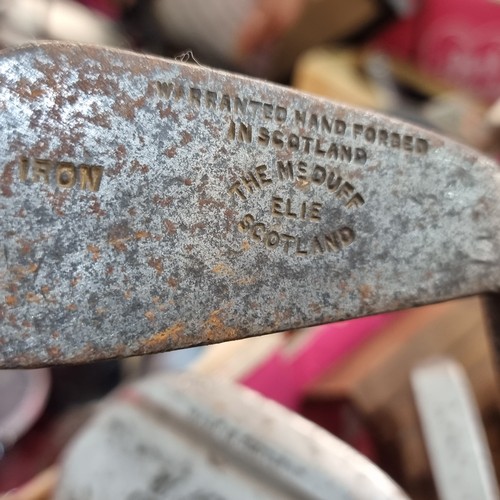 WARRANTED HAND FORGED
IN SCOTLAND
IRON
THE McDUFF
ELIE
SCOTLAND